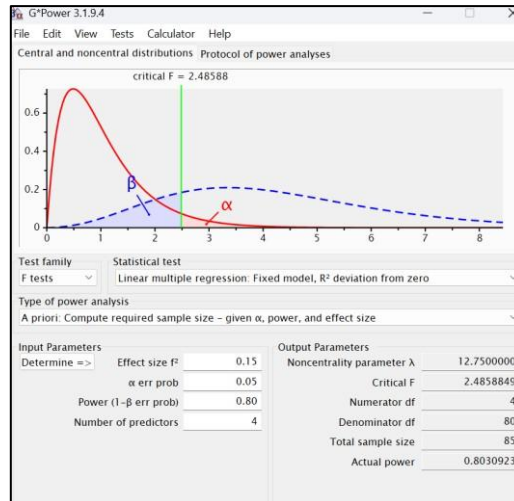 G*Power 3.1.9.4
File Edit View Tests Calculator Help
Central and noncentral distributions Protocol of power analyses
critical F = 2.48588
0.6
0.4
0.2
0
β
α
0 1 2 3 4 5 6 7 8
Test family Statistical test
F tests Linear multiple regression: Fixed model, R² deviation from zero
Type of power analysis
A priori: Compute required sample size – given α, power, and effect size
Input Parameters Output Parameters
Determine => Effect size f² 0.15 Noncentrality parameter λ 12.7500000
α err prob 0.05 Critical F 2.4858849
Power (1-β err prob) 0.80 Numerator df 4
Number of predictors 4 Denominator df 80
Total sample size 85
Actual power 0.8030923